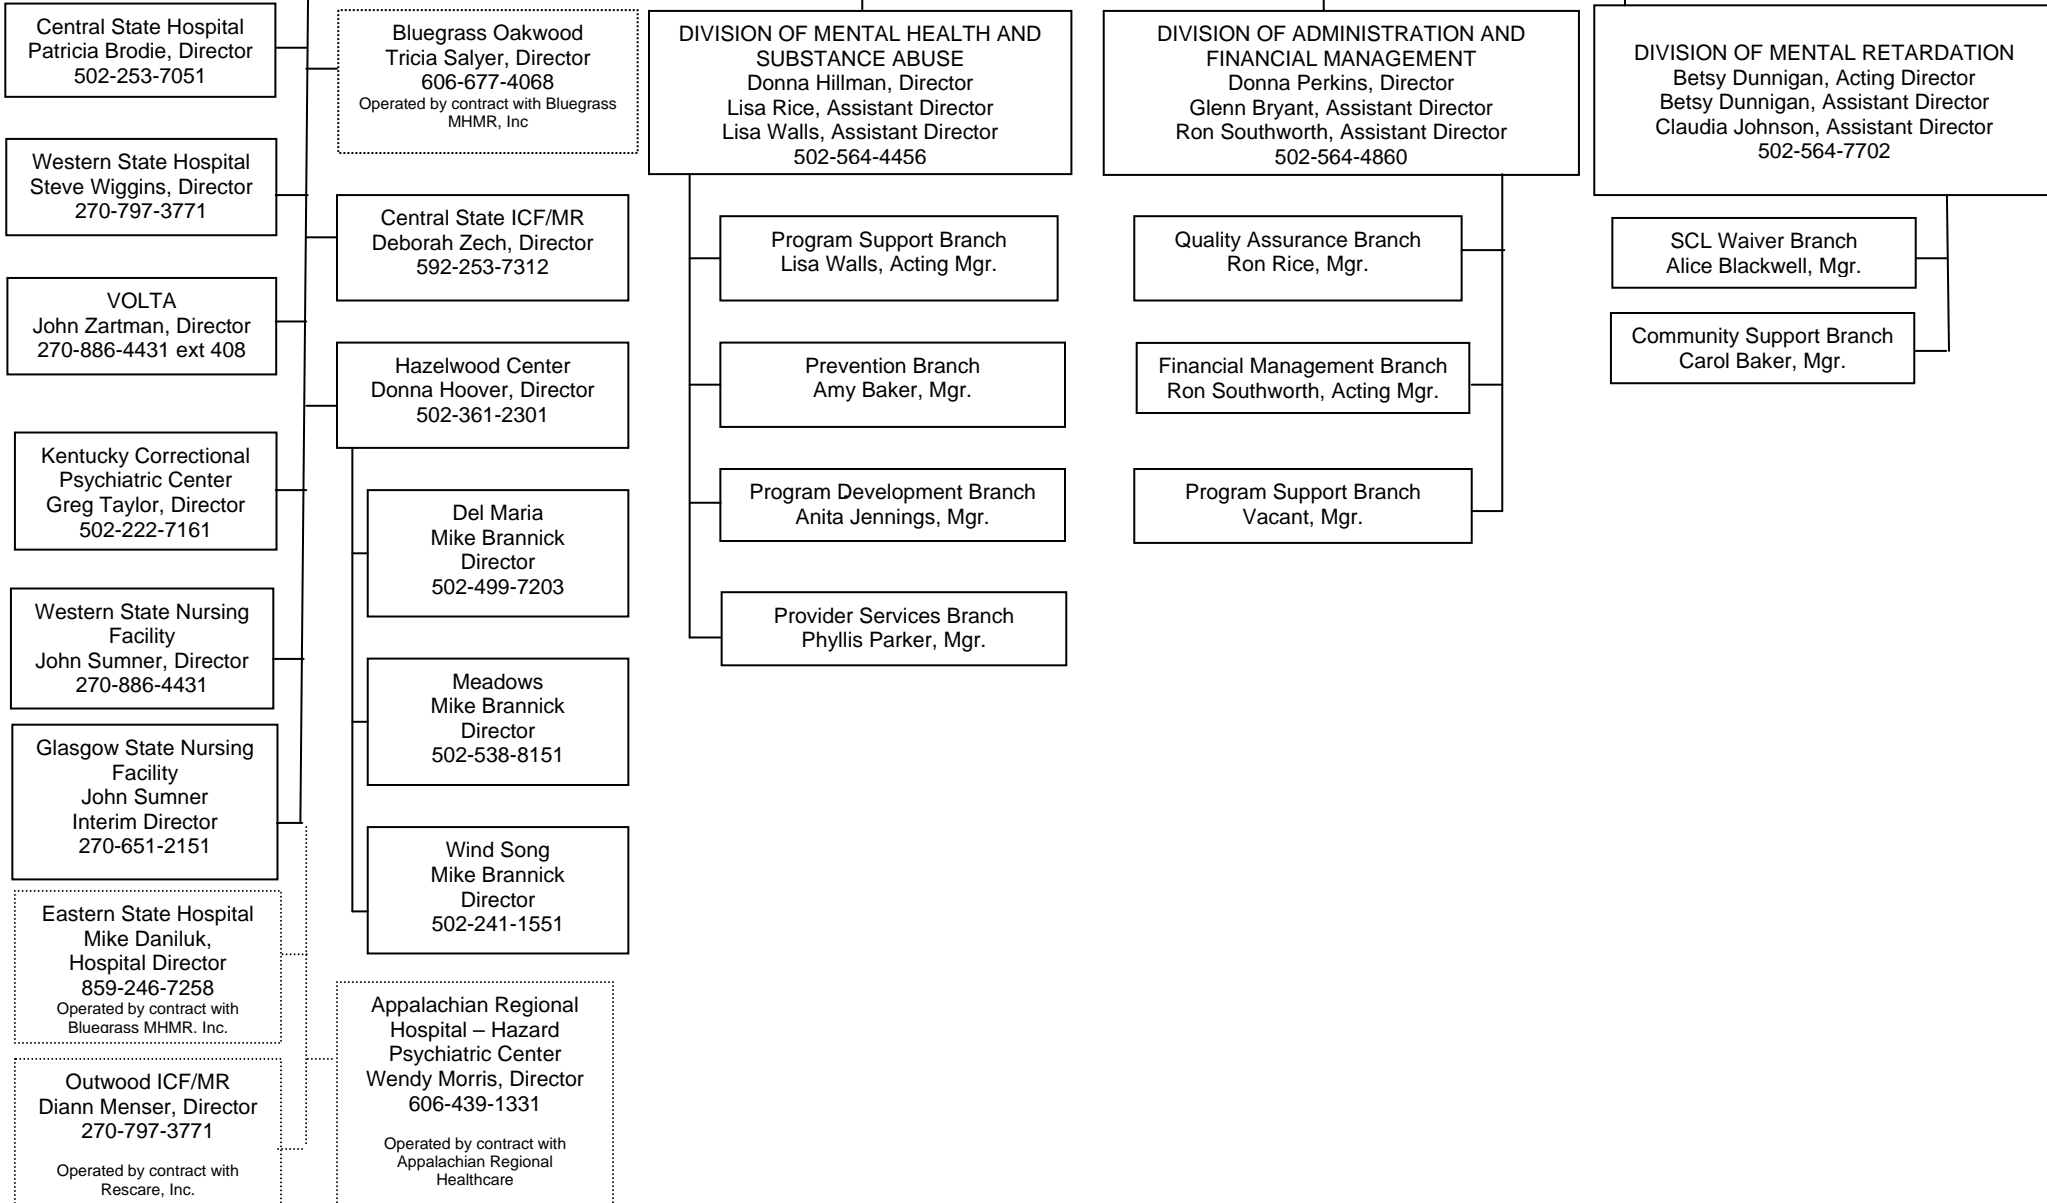 Central State Hospital
Patricia Brodie, Director
502-253-7051
Western State Hospital
Steve Wiggins, Director
270-797-3771
VOLTA
John Zartman, Director
270-886-4431 ext 408
Kentucky Correctional
Psychiatric Center
Greg Taylor, Director
502-222-7161
Western State Nursing
Facility
John Sumner, Director
270-886-4431
Glasgow State Nursing
Facility
John Sumner
Interim Director
270-651-2151
Eastern State Hospital
Mike Daniluk,
Hospital Director
859-246-7258
Operated by contract with
Bluegrass MHMR, Inc.
Outwood ICF/MR
Diann Menser, Director
270-797-3771
Operated by contract with
Rescare, Inc.
Bluegrass Oakwood
Tricia Salyer, Director
606-677-4068
Operated by contract with Bluegrass
MHMR, Inc
Central State ICF/MR
Deborah Zech, Director
592-253-7312
Hazelwood Center
Donna Hoover, Director
502-361-2301
Del Maria
Mike Brannick
Director
502-499-7203
Meadows
Mike Brannick
Director
502-538-8151
Wind Song
Mike Brannick
Director
502-241-1551
Appalachian Regional
Hospital – Hazard
Psychiatric Center
Wendy Morris, Director
606-439-1331
Operated by contract with
Appalachian Regional
Healthcare
DIVISION OF MENTAL HEALTH AND
SUBSTANCE ABUSE
Donna Hillman, Director
Lisa Rice, Assistant Director
Lisa Walls, Assistant Director
502-564-4456
Program Support Branch
Lisa Walls, Acting Mgr.
Prevention Branch
Amy Baker, Mgr.
Program Development Branch
Anita Jennings, Mgr.
Provider Services Branch
Phyllis Parker, Mgr.
DIVISION OF ADMINISTRATION AND
FINANCIAL MANAGEMENT
Donna Perkins, Director
Glenn Bryant, Assistant Director
Ron Southworth, Assistant Director
502-564-4860
Quality Assurance Branch
Ron Rice, Mgr.
Financial Management Branch
Ron Southworth, Acting Mgr.
Program Support Branch
Vacant, Mgr.
DIVISION OF MENTAL RETARDATION
Betsy Dunnigan, Acting Director
Betsy Dunnigan, Assistant Director
Claudia Johnson, Assistant Director
502-564-7702
SCL Waiver Branch
Alice Blackwell, Mgr.
Community Support Branch
Carol Baker, Mgr.